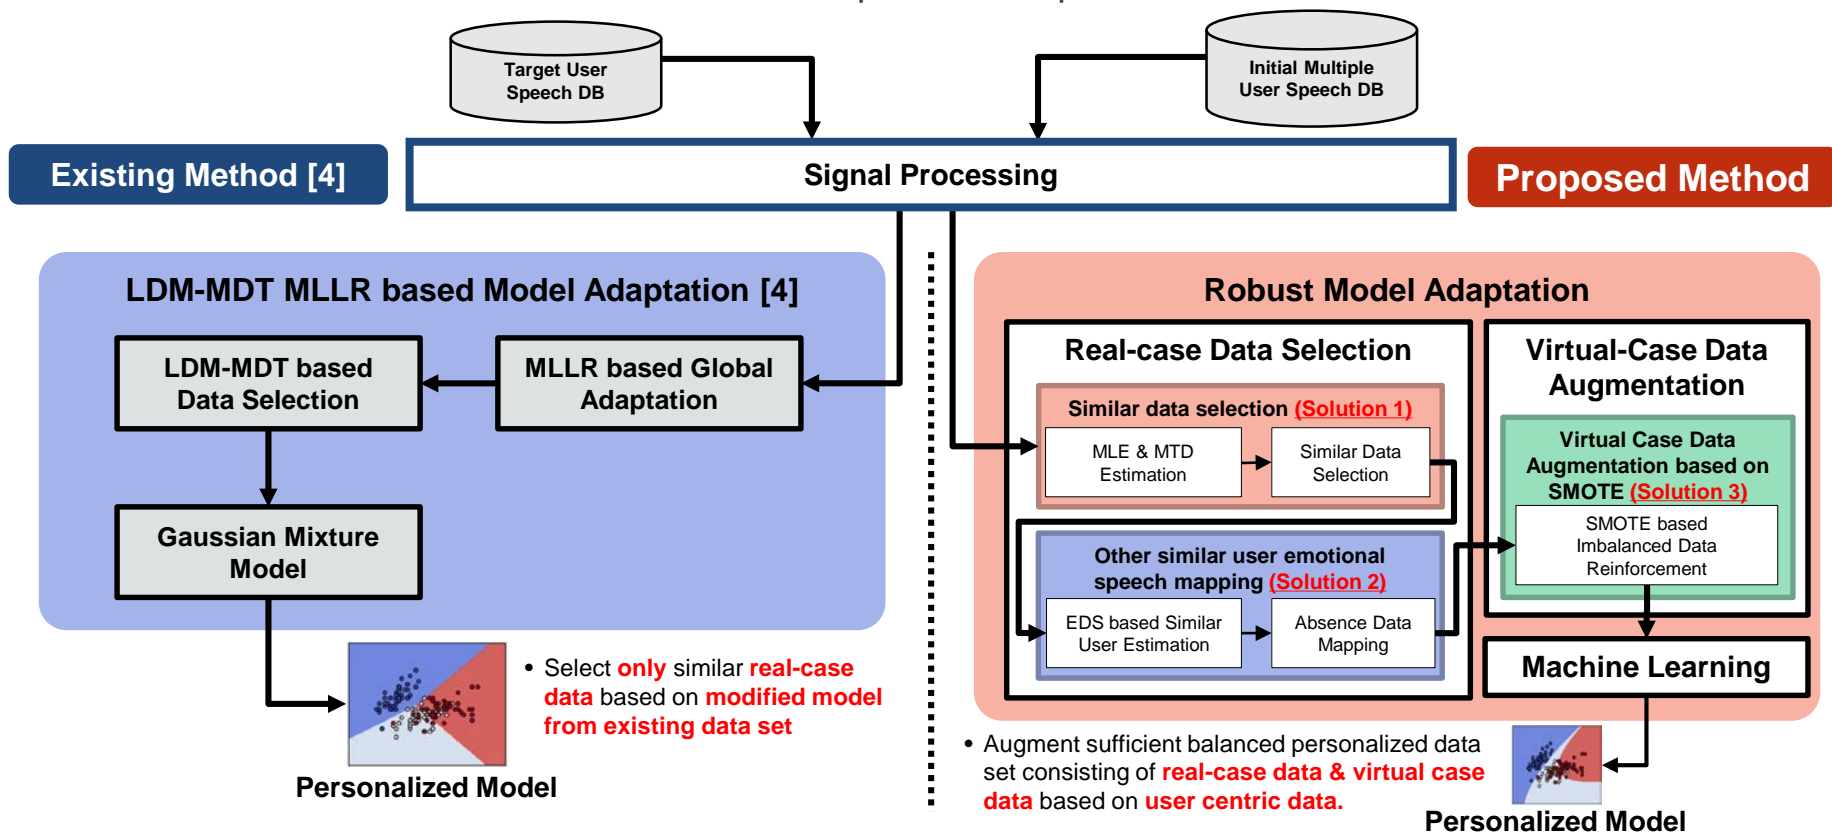 Target User
Speech DB
Initial Multiple
User Speech DB
Existing Method [4]
Signal Processing
Proposed Method
LDM-MDT MLLR based Model Adaptation [4]
LDM-MDT based
Data Selection
MLLR based Global
Adaptation
Gaussian Mixture
Model
• Select only similar real-case
data based on modified model
from existing data set
Personalized Model
Robust Model Adaptation
Real-case Data Selection
Similar data selection (Solution 1)
MLE & MTD
Estimation
Similar Data
Selection
Other similar user emotional
speech mapping (Solution 2)
EDS based Similar
User Estimation
Absence Data
Mapping
Virtual-Case Data
Augmentation
Virtual Case Data
Augmentation based on
SMOTE (Solution 3)
SMOTE based
Imbalanced Data
Reinforcement
Machine Learning
• Augment sufficient balanced personalized data
set consisting of real-case data & virtual case
data based on user centric data.
Personalized Model